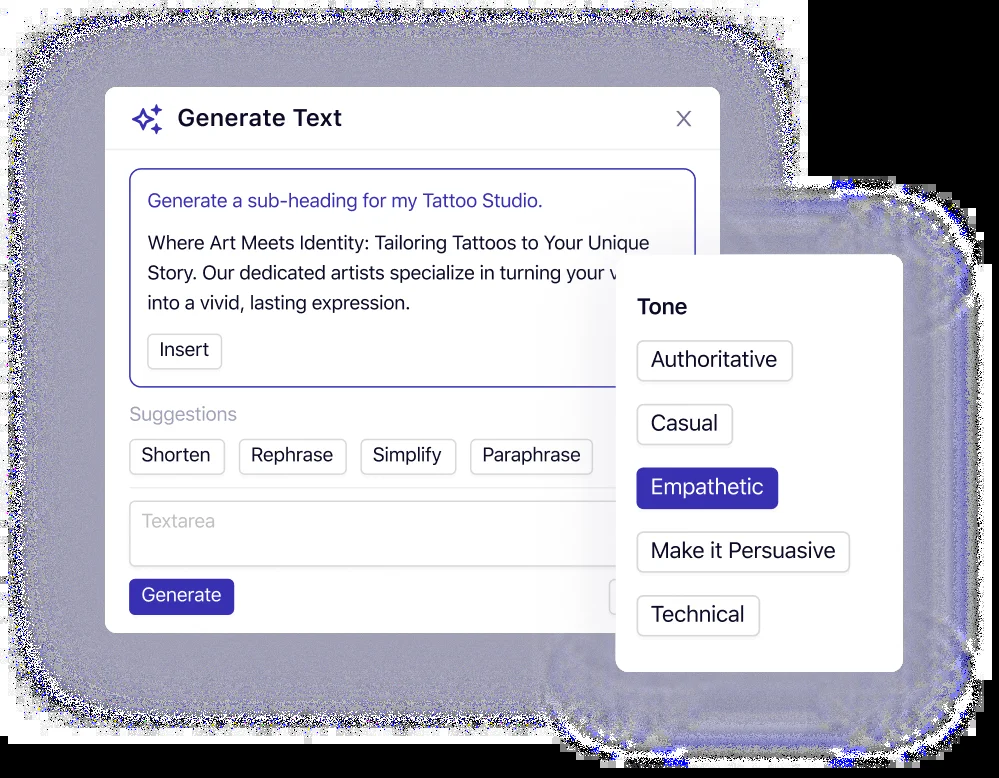 Generate Text
Generate a sub-heading for my Tattoo Studio.
Where Art Meets Identity: Tailoring Tattoos to Your Unique
Story. Our dedicated artists specialize in turning your
into a vivid, lasting expression.
Insert
Suggestions
Shorten
Rephrase
Simplify
Paraphrase
Textarea
Generate
Tone
Authoritative
Casual
Empathetic
Make it Persuasive
Technical